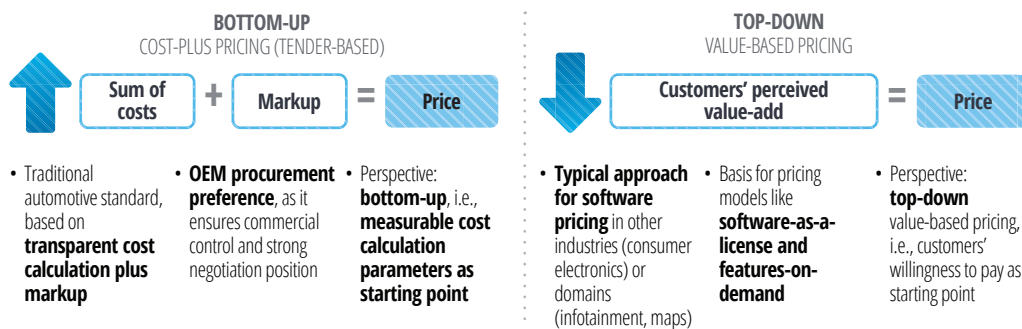 BOTTOM-UP
COST-PLUS PRICING (TENDER-BASED)
Sum of
costs
+
Markup
=
Price
• Traditional
automotive standard,
based on
transparent cost
calculation plus
markup
• OEM procurement
preference, as it
ensures commercial
control and strong
negotiation position
• Perspective:
bottom-up, i.e.,
measurable cost
calculation
parameters as
starting point
TOP-DOWN
VALUE-BASED PRICING
Customers' perceived
value-add
=
Price
• Typical approach
for software
pricing in other
industries (consumer
electronics) or
domains
(infotainment, maps)
• Basis for pricing
models like
software-as-a-
license and
features-on-
demand
• Perspective:
top-down
value-based pricing,
i.e., customers'
willingness to pay as
starting point